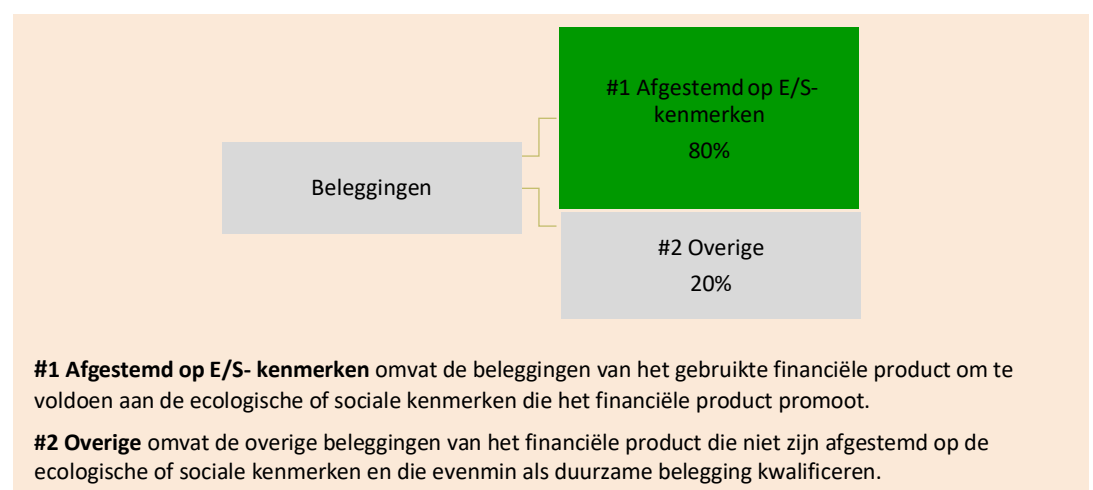 #1 Afgestemd op E/S-
kenmerken
80%
Beleggingen
#2 Overige
20%
#1 Afgestemd op E/S- kenmerken omvat de beleggingen van het gebruikte financiële product om te
voldoen aan de ecologische of sociale kenmerken die het financiële product promoot.
#2 Overige omvat de overige beleggingen van het financiële product die niet zijn afgestemd op de
ecologische of sociale kenmerken en die evenmin als duurzame belegging kwalificeren.